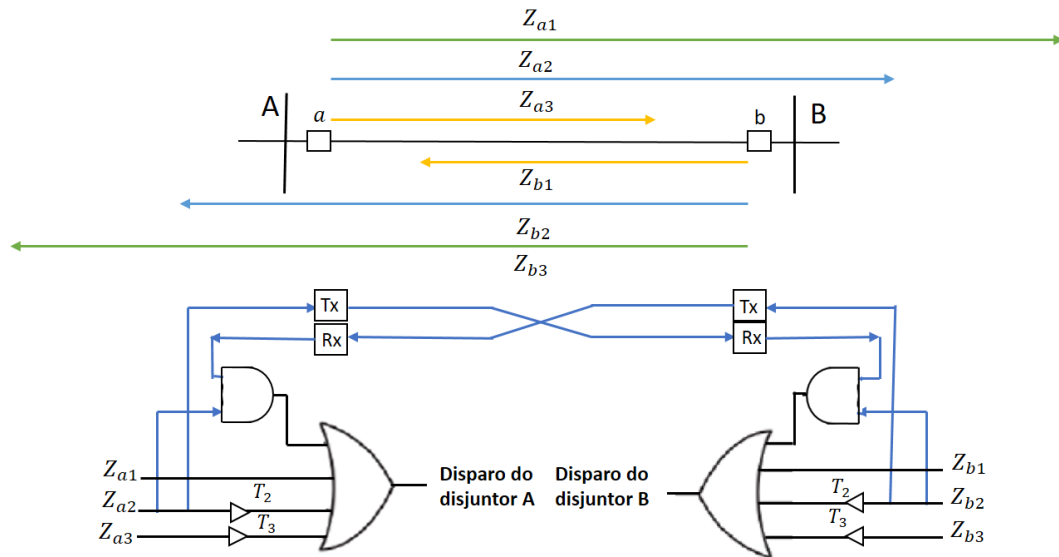 Z_{a1}
Z_{a2}
Z_{a3}
A a b B
Z_{b1}
Z_{b2}
Z_{b3}
Tx Tx
Rx Rx
Z_{a1} Disparo do Disparo do Z_{b1}
disjuntor A disjuntor B
Z_{a2} T_2 T_2 Z_{b2}
Z_{a3} T_3 T_3 Z_{b3}